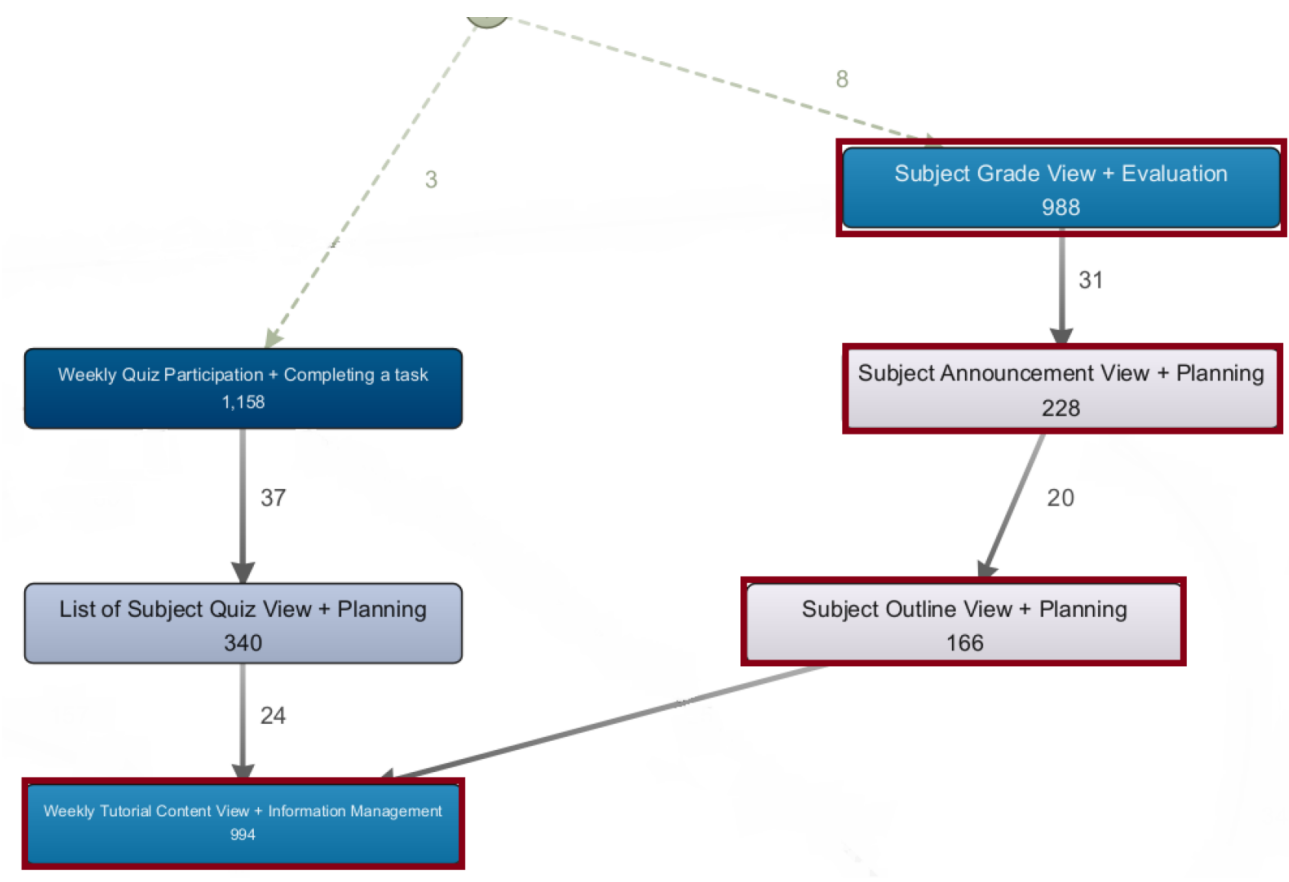 8
3
Subject Grade View + Evaluation
988
31
Weekly Quiz Participation + Completing a task
1,158
Subject Announcement View + Planning
228
37
20
List of Subject Quiz View + Planning
340
Subject Outline View + Planning
166
24
Weekly Tutorial Content View + Information Management
994